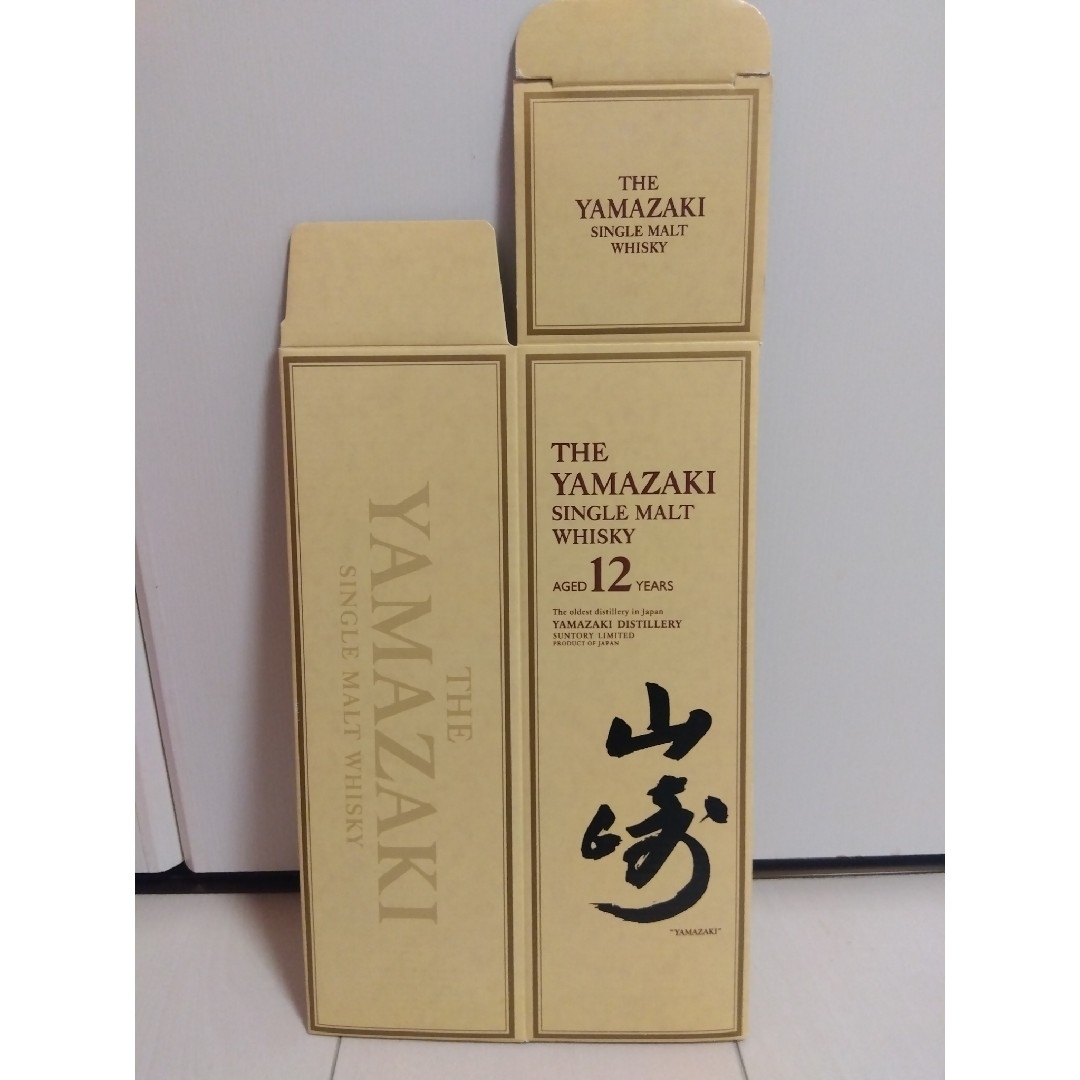 THE
YAMAZAKI
SINGLE MALT
WHISKY
THE
YAMAZAKI
SINGLE MALT WHISKY
THE
YAMAZAKI
SINGLE MALT
WHISKY
AGED 12 YEARS
The oldest distillery in Japan
YAMAZAKI DISTILLERY
SUNTORY LIMITED
PRODUCT OF JAPAN
山
崎
"YAMAZAKI"